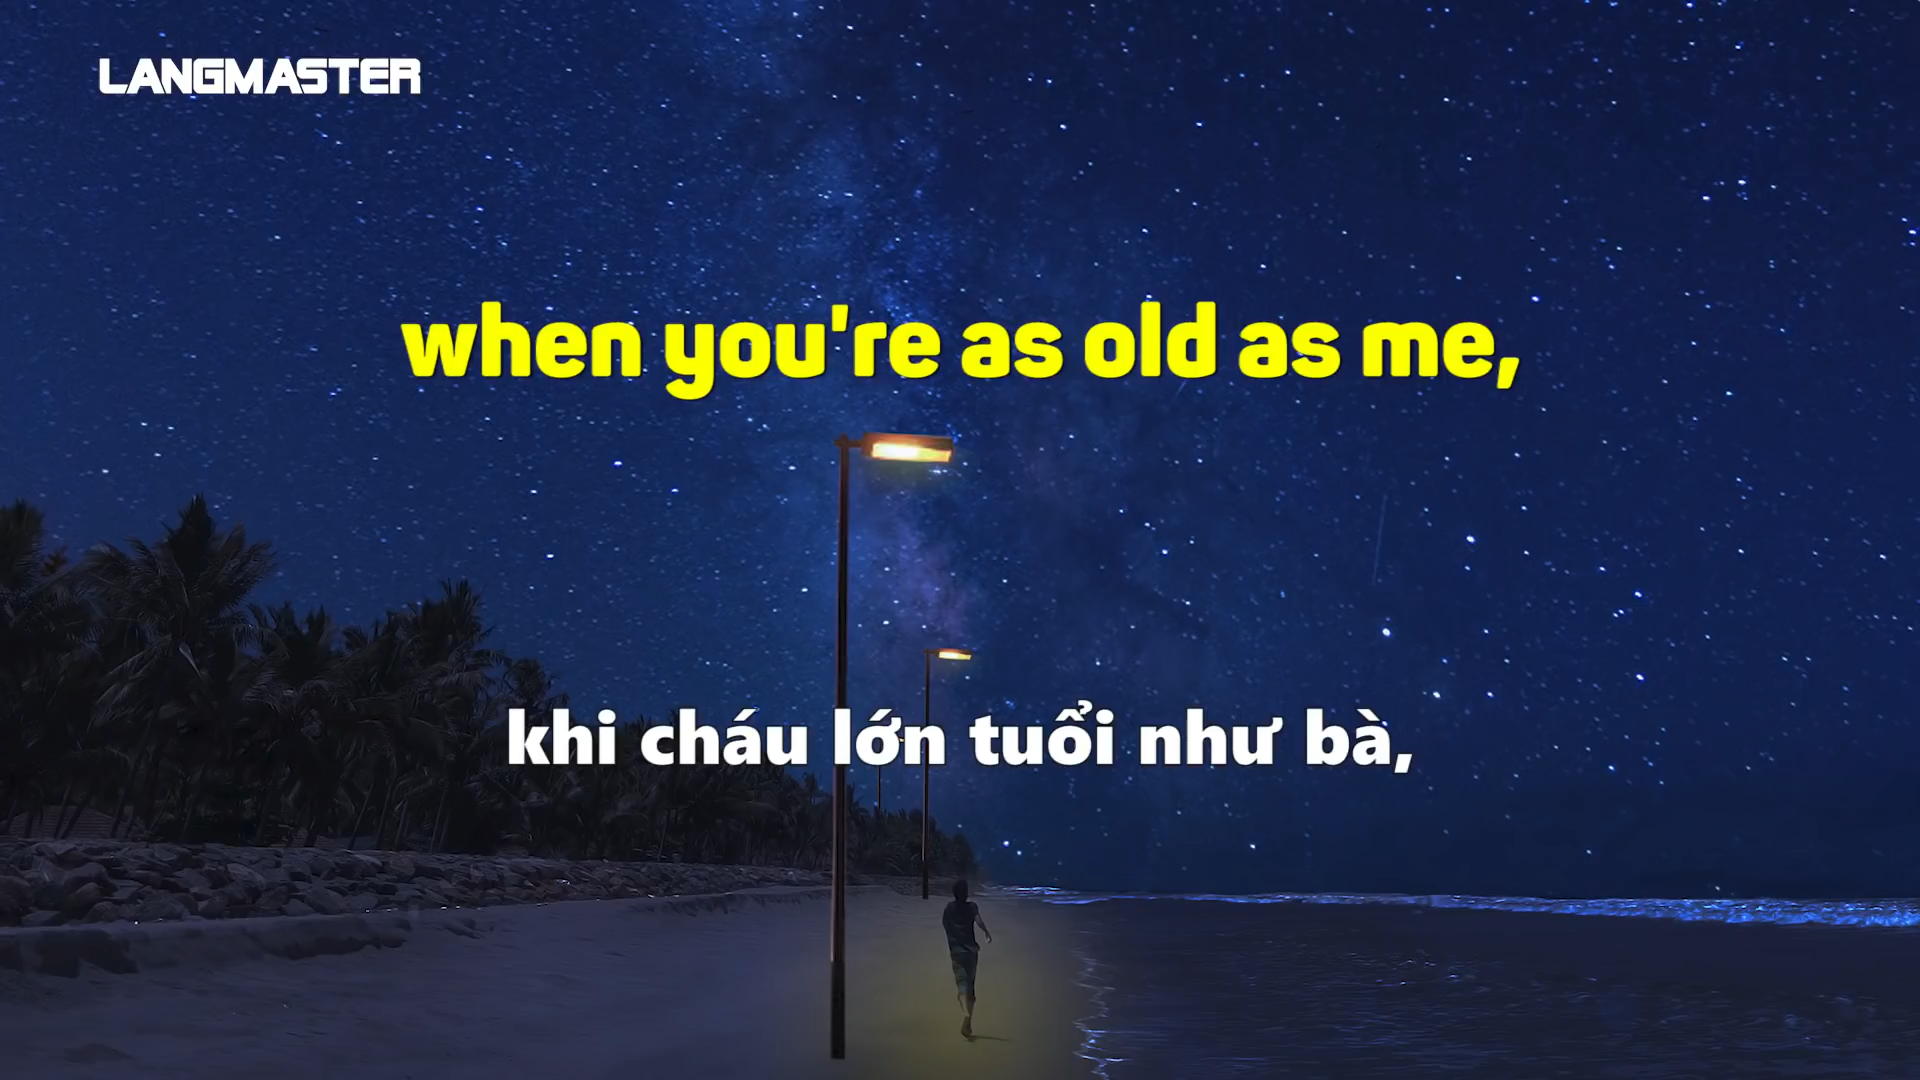 LANGMASTER
when you're as old as me,
khi cháu lớn tuổi như bà,